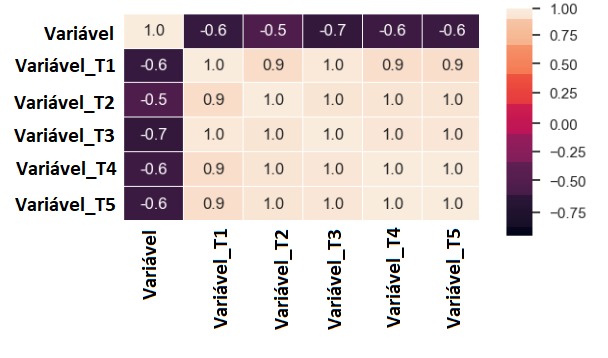 Variável 1.0 -0.6 -0.5 -0.7 -0.6 -0.6
Variável_T1 -0.6 1.0 0.9 1.0 0.9 0.9
Variável_T2 -0.5 0.9 1.0 1.0 1.0 1.0
Variável_T3 -0.7 1.0 1.0 1.0 1.0 1.0
Variável_T4 -0.6 0.9 1.0 1.0 1.0 1.0
Variável_T5 -0.6 0.9 1.0 1.0 1.0 1.0
Variável
Variável_T1
Variável_T2
Variável_T3
Variável_T4
Variável_T5
1.00
0.75
0.50
0.25
0.00
−0.25
−0.50
−0.75